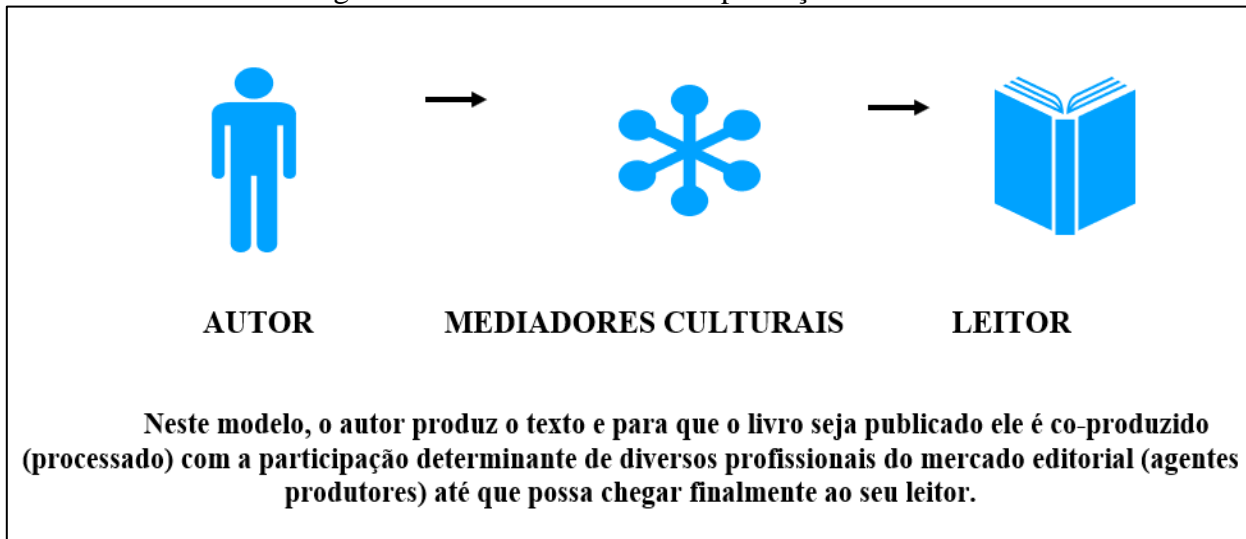 AUTOR MEDIADORES CULTURAIS LEITOR
Neste modelo, o autor produz o texto e para que o livro seja publicado ele é co-produzido
(processado) com a participação determinante de diversos profissionais do mercado editorial (agentes
produtores) até que possa chegar finalmente ao seu leitor.